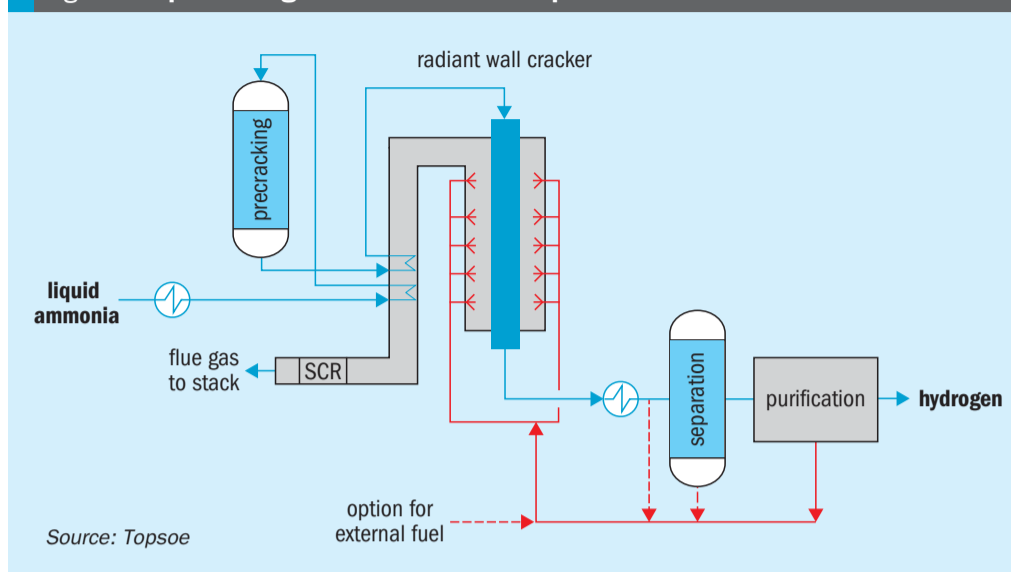 radiant wall cracker
precracking
liquid
ammonia
flue gas
to stack
SCR
separation
purification
hydrogen
option for
external fuel
Source: Topsoe